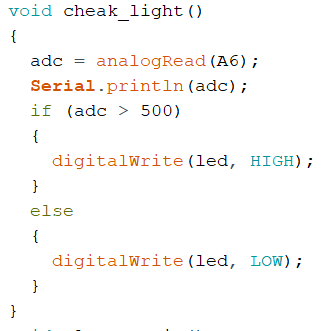 void cheak_light()
{
  adc = analogRead(A6);
  Serial.println(adc);
  if (adc > 500)
  {
    digitalWrite(led, HIGH);
  }
  else
  {
    digitalWrite(led, LOW);
  }
}